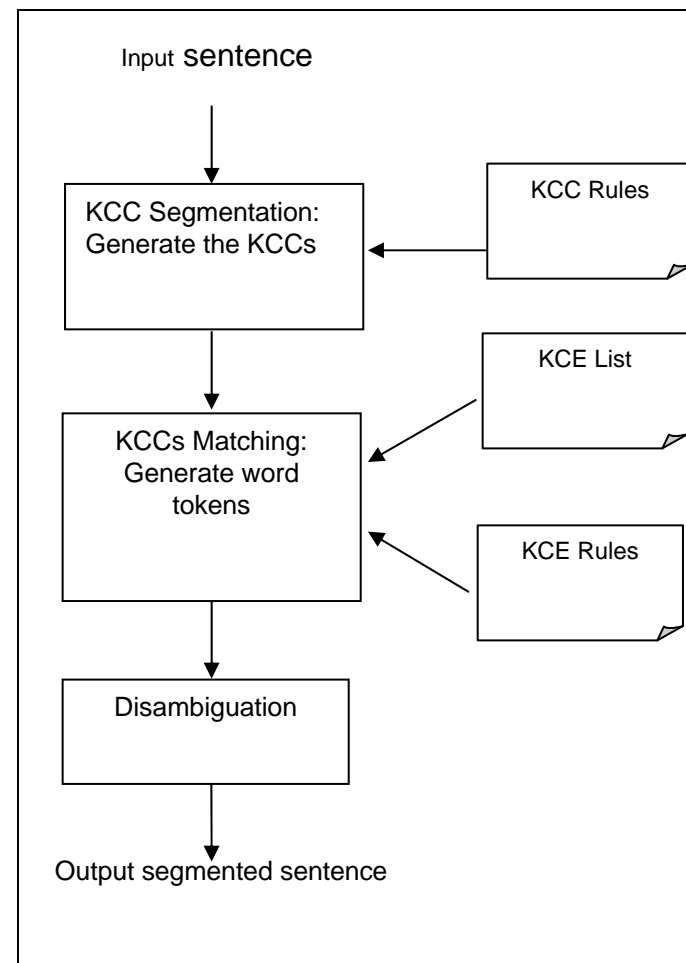 Input sentence
KCC Segmentation:
Generate the KCCs
KCC Rules
KCE List
KCCs Matching:
Generate word
tokens
KCE Rules
Disambiguation
Output segmented sentence